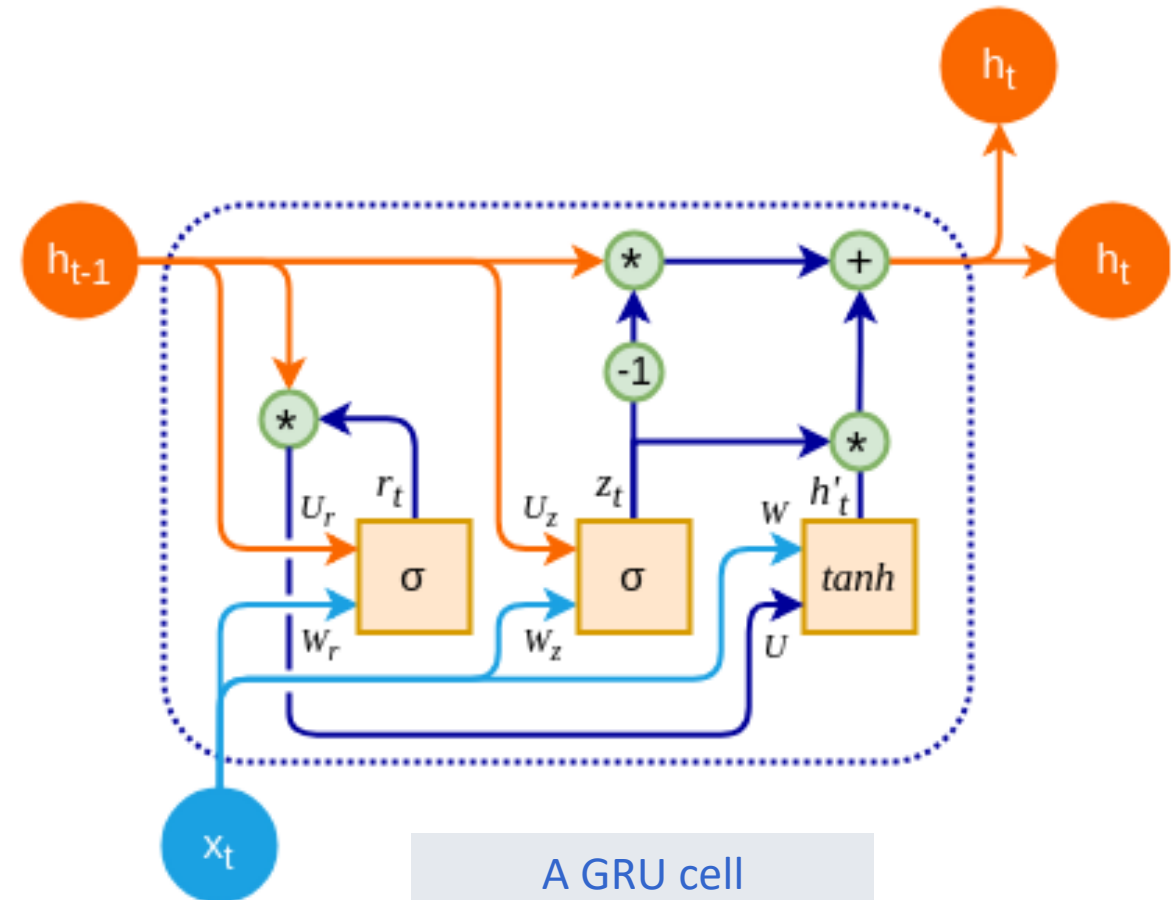 h_t
h_{t-1}
*
+
h_t
-1
*
*
r_t
z_t
h'_t
U_r
U_z
W
σ
σ
tanh
W_r
W_z
U
x_t
A GRU cell